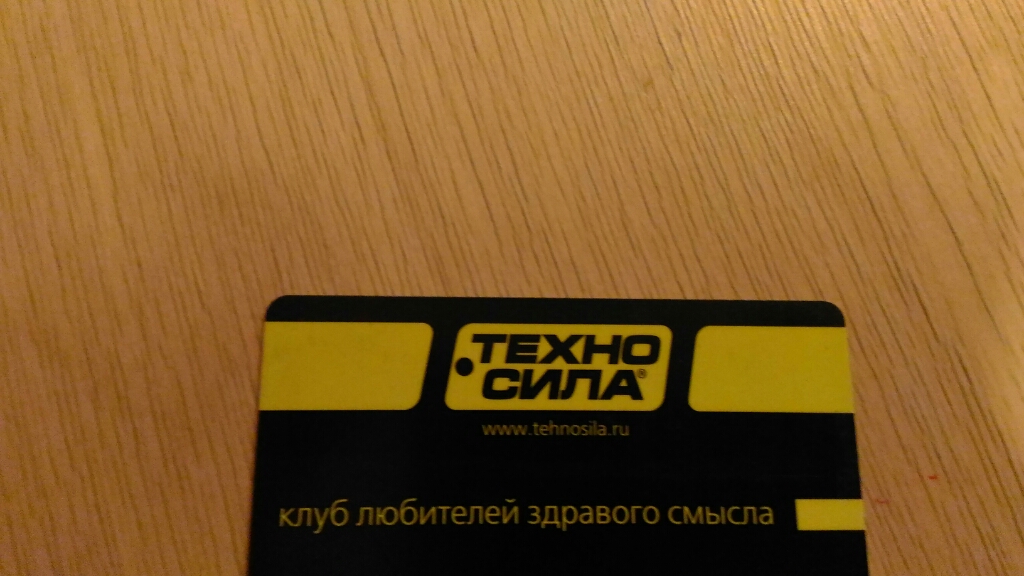 ТЕХНО
СИЛА®
www.tehnosila.ru
клуб любителей здравого смысла